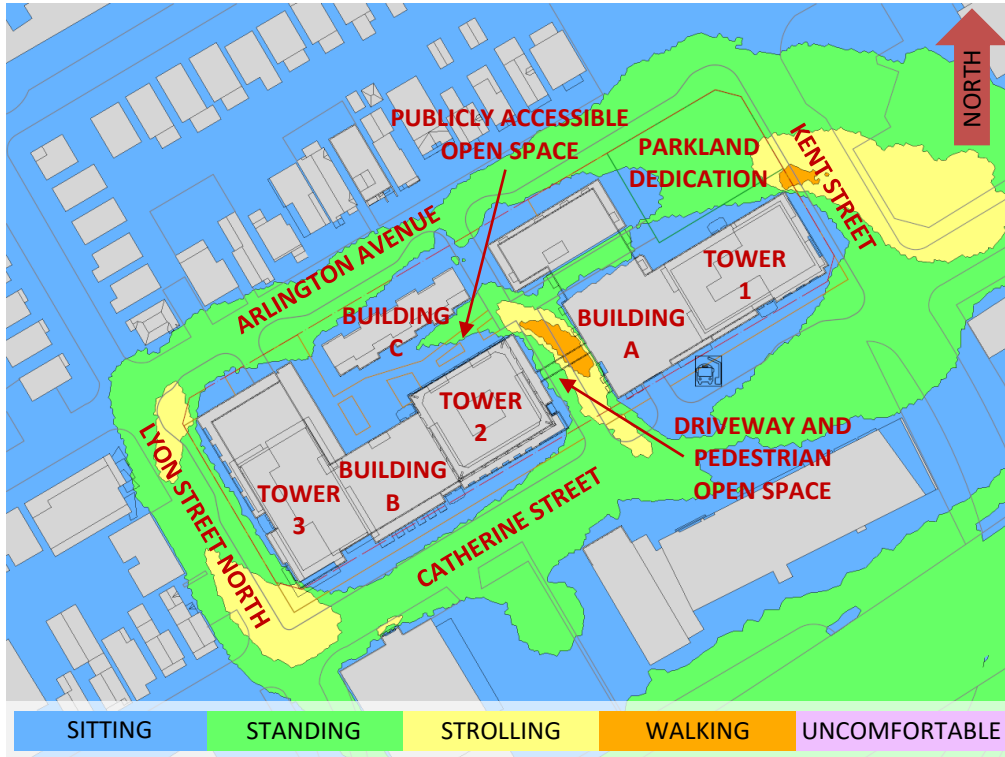 NORTH
PUBLICLY ACCESSIBLE
OPEN SPACE
PARKLAND
DEDICATION
KENT STREET
ARLINGTON AVENUE
TOWER
1
BUILDING
C
BUILDING
A
TOWER
2
DRIVEWAY AND
PEDESTRIAN
OPEN SPACE
LYON STREET NORTH
BUILDING
B
TOWER
3
CATHERINE STREET
SITTING
STANDING
STROLLING
WALKING
UNCOMFORTABLE